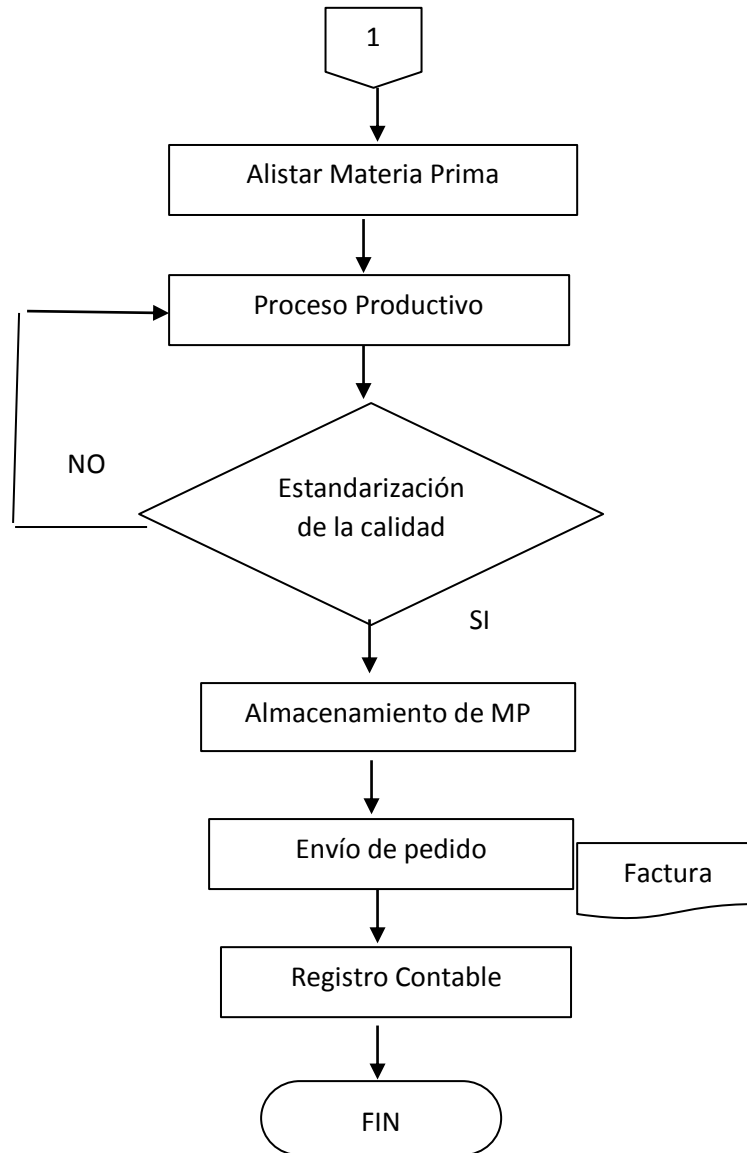 1
Alistar Materia Prima
Proceso Productivo
NO
Estandarización
de la calidad
SI
Almacenamiento de MP
Envío de pedido
Factura
Registro Contable
FIN